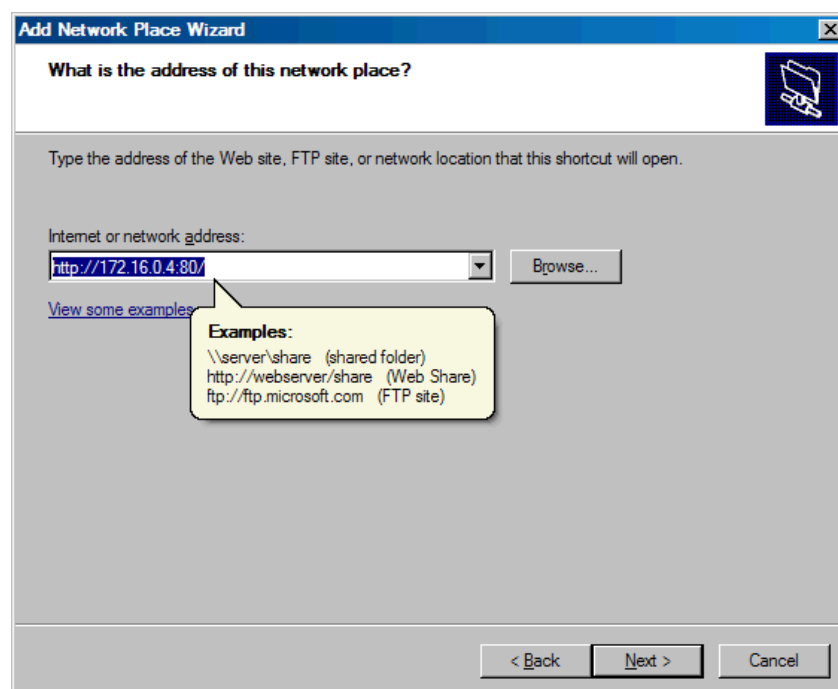 Add Network Place Wizard
What is the address of this network place?
Type the address of the Web site, FTP site, or network location that this shortcut will open.
Internet or network address:
http://172.16.0.4:80/
Browse...
View some examples
Examples:
\\server\share (shared folder)
http://webserver/share (Web Share)
ftp://ftp.microsoft.com (FTP site)
< Back
Next >
Cancel